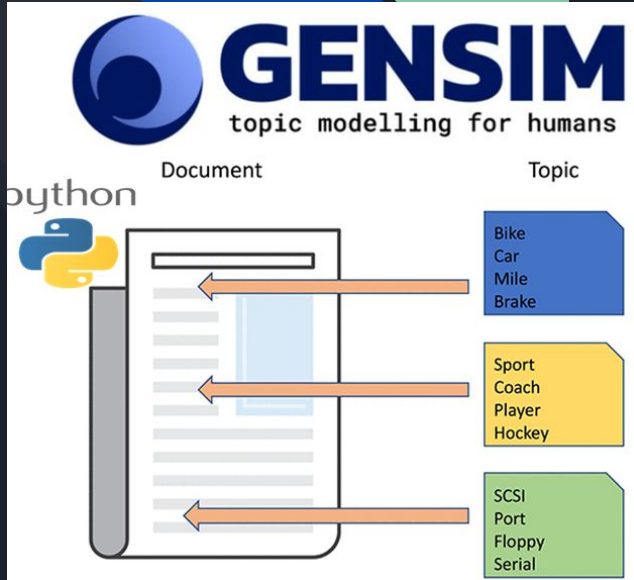 GENSIM
topic modelling for humans
Document
Topic
python
Bike
Car
Mile
Brake
Sport
Coach
Player
Hockey
SCSI
Port
Floppy
Serial